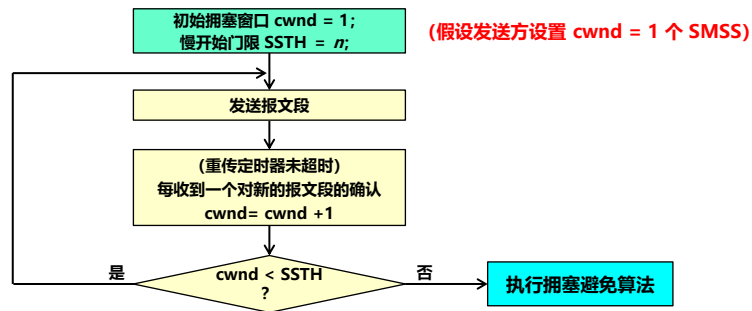 初始拥塞窗口 cwnd = 1;
慢开始门限 SSTH = n;
(假设发送方设置 cwnd = 1 个 SMSS)
发送报文段
(重传定时器未超时)
每收到一个对新的报文段的确认
cwnd= cwnd +1
是
cwnd < SSTH
?
否
执行拥塞避免算法